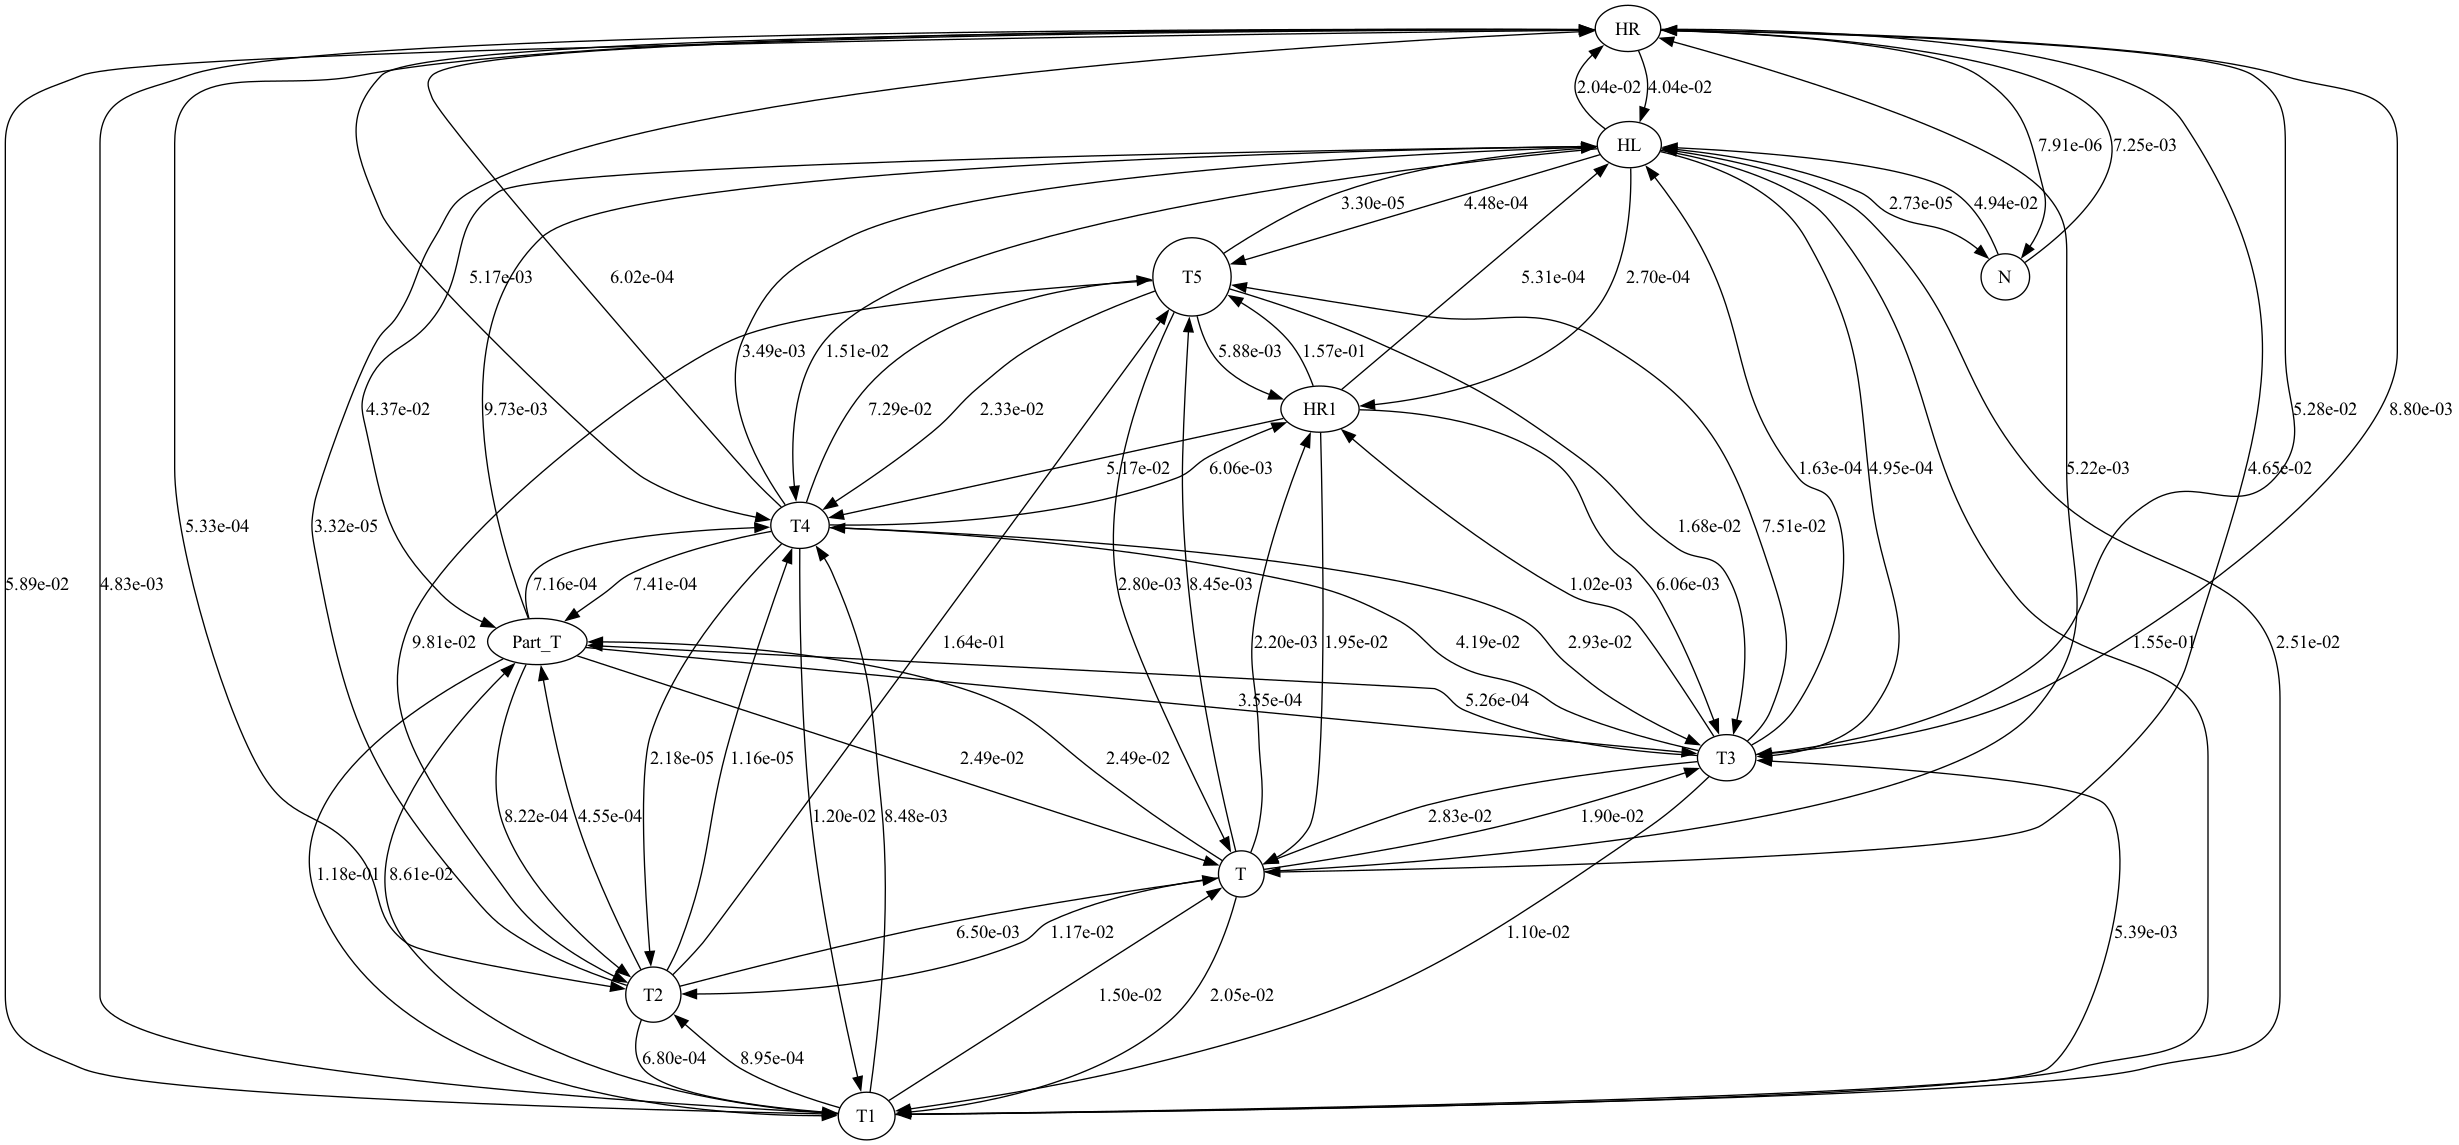 HR
2.04e-02 4.04e-02
HL
7.91e-06 7.25e-03
3.30e-05 4.48e-04 2.73e-05 4.94e-02
5.17e-03 6.02e-04 T5 5.31e-04 2.70e-04 N
3.49e-03 1.51e-02 5.88e-03 1.57e-01
4.37e-02 9.73e-03 7.29e-02 2.33e-02 HR1 5.28e-02 8.80e-03
5.17e-02 6.06e-03 1.63e-04 4.95e-04 5.22e-03 4.65e-02
5.33e-04 3.32e-05 T4 1.68e-02 7.51e-02
5.89e-02 4.83e-03 7.16e-04 7.41e-04 2.80e-03 8.45e-03 1.02e-03 6.06e-03
9.81e-02 Part_T 1.64e-01 2.20e-03 1.95e-02 4.19e-02 2.93e-02 1.55e-01 2.51e-02
3.55e-04 5.26e-04
2.18e-05 1.16e-05 2.49e-02 2.49e-02 T3
8.22e-04 4.55e-04 1.20e-02 8.48e-03 2.83e-02 1.90e-02
1.18e-01 8.61e-02 T
6.50e-03 1.17e-02 1.10e-02 5.39e-03
T2 1.50e-02 2.05e-02
6.80e-04 8.95e-04
T1